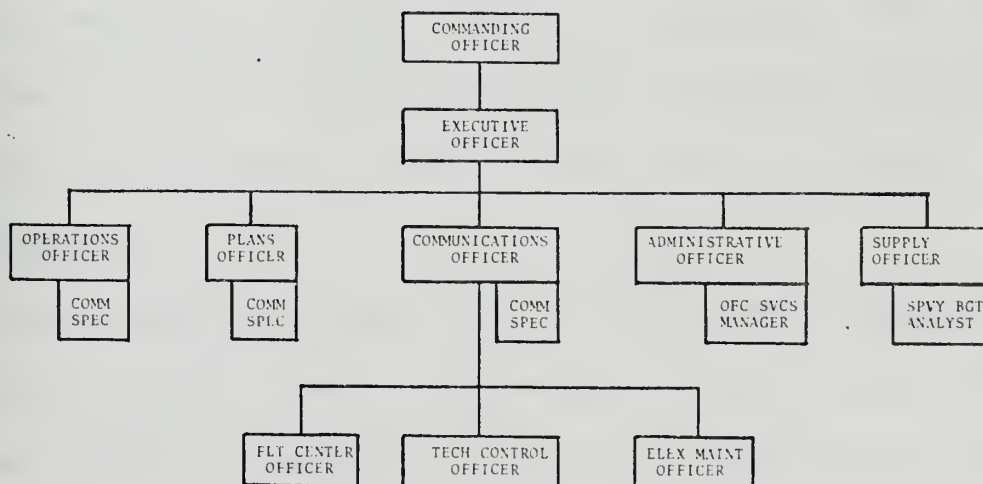 COMMANDING
OFFICER
EXECUTIVE
OFFICER
OPERATIONS
OFFICER
PLANS
OFFICER
COMMUNICATIONS
OFFICER
ADMINISTRATIVE
OFFICER
SUPPLY
OFFICER
COMM
SPEC
COMM
SPEC
COMM
SPEC
OFC SVCS
MANAGER
SPVY BGT
ANALYST
FLT CENTER
OFFICER
TECH CONTROL
OFFICER
ELEX MAINT
OFFICER